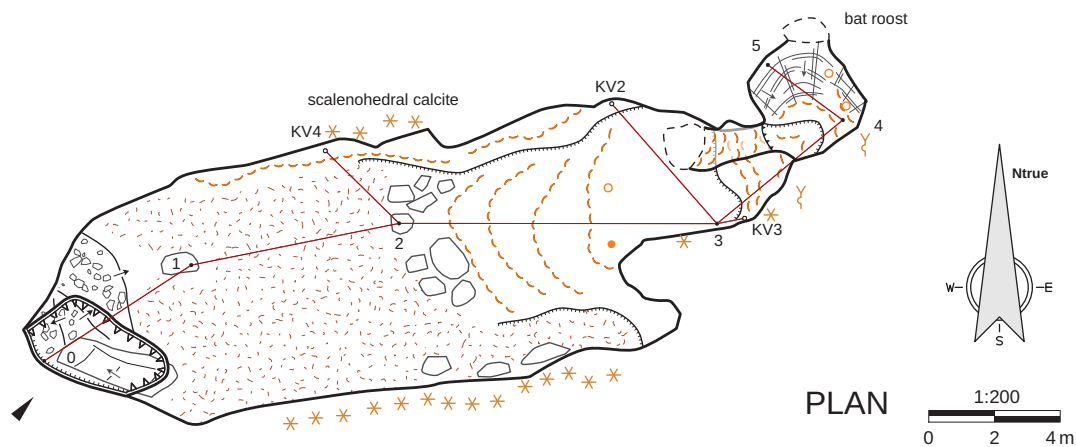 bat roost
5
KV2
scalenohedral calcite
KV4
4
Ntrue
1
2
3
KV3
W
E
S
0
PLAN
1:200
0 2 4 m